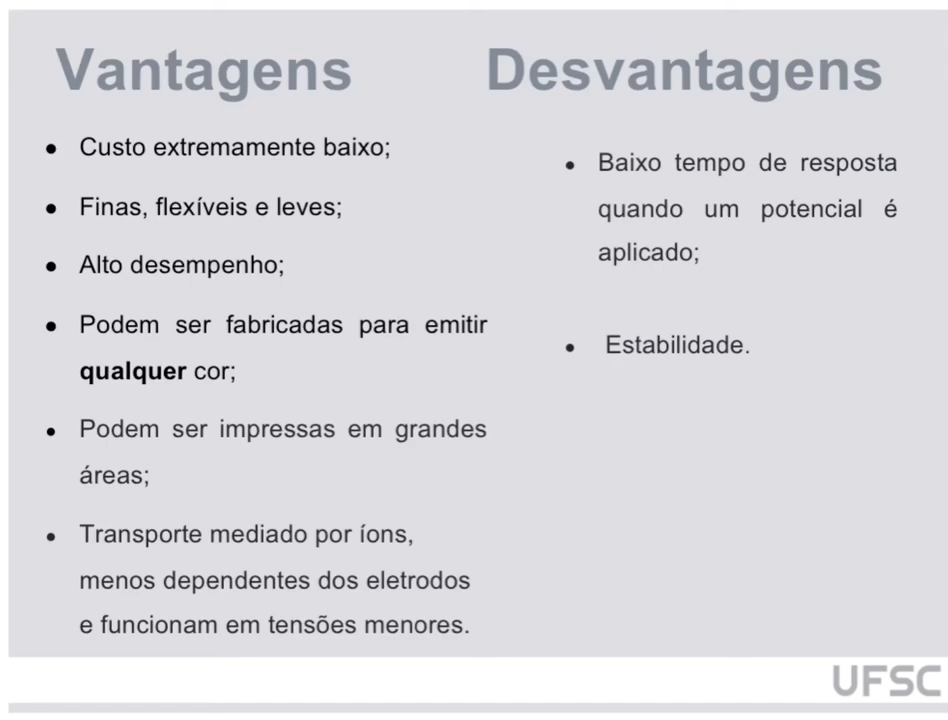 Vantagens
● Custo extremamente baixo;
● Finas, flexíveis e leves;
● Alto desempenho;
● Podem ser fabricadas para emitir
qualquer cor;
● Podem ser impressas em grandes
áreas;
● Transporte mediado por íons,
menos dependentes dos eletrodos
e funcionam em tensões menores.
Desvantagens
● Baixo tempo de resposta
quando um potencial é
aplicado;
● Estabilidade.
UFSC